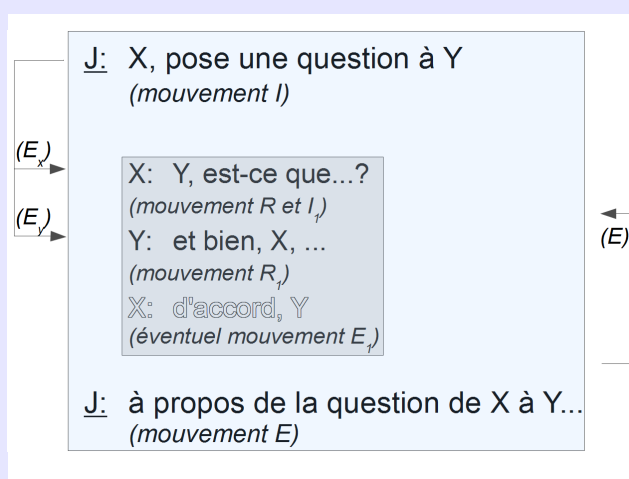 J: X, pose une question à Y
(mouvement I)
(Ex)
X: Y, est-ce que...?
(mouvement R et I1)
(Ey)
Y: et bien, X, ...
(E)
(mouvement R1)
X: d'accord, Y
(éventuel mouvement E1)
J: à propos de la question de X à Y...
(mouvement E)